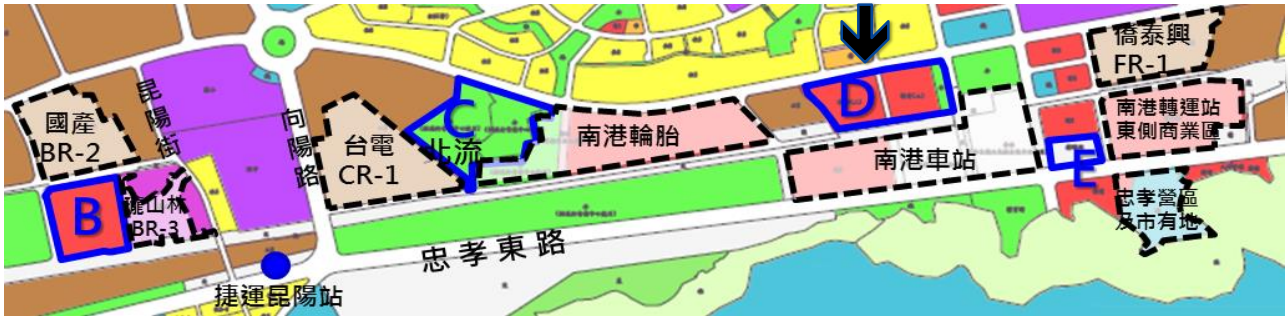 國產
BR-2
昆陽街
B
瓏山林
BR-3
向陽路
捷運昆陽站
台電
CR-1
C
北流
南港輪胎
忠孝東路
D
南港車站
E
僑泰興
FR-1
南港轉運站
東側商業區
忠孝營區
及市有地